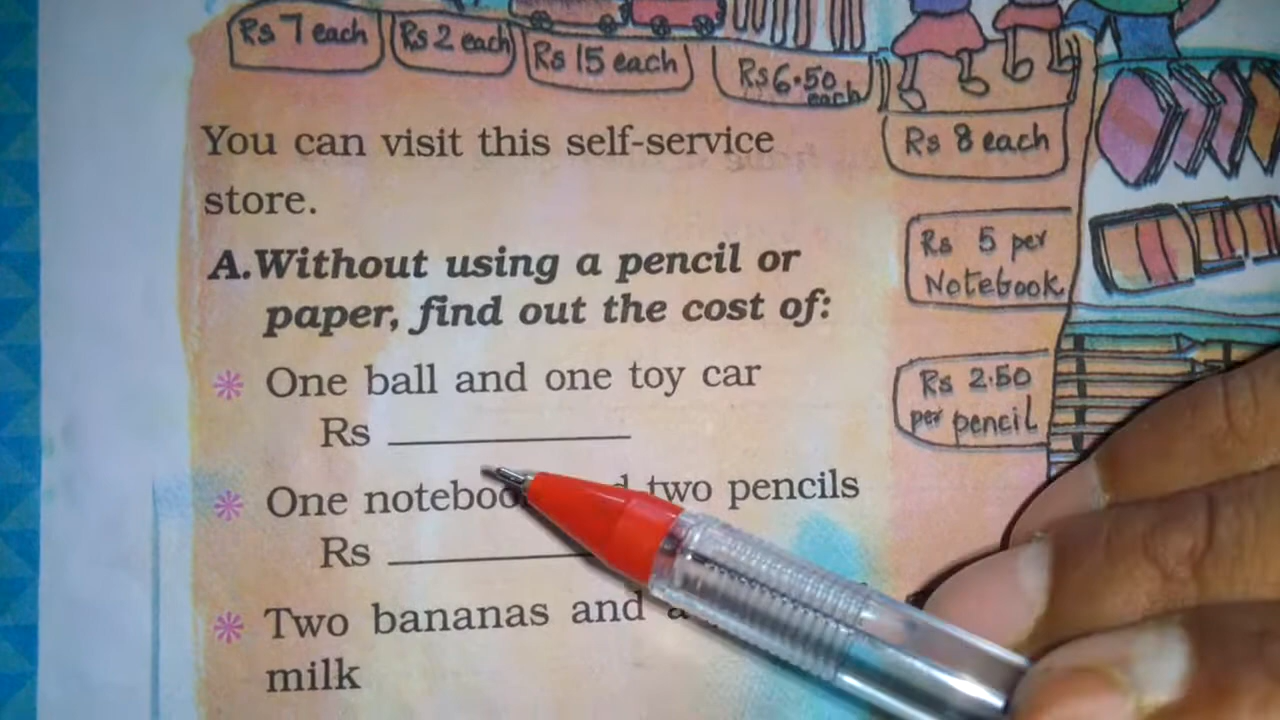 Rs 7 each
Rs 2 each
Rs 15 each
Rs 6.50 each
Rs 8 each
Rs 5 per
Notebook
Rs 2.50
per pencil
You can visit this self-service
store.
A. Without using a pencil or
paper, find out the cost of:
One ball and one toy car
Rs
One two pencils
Rs
Two bananas and
milk